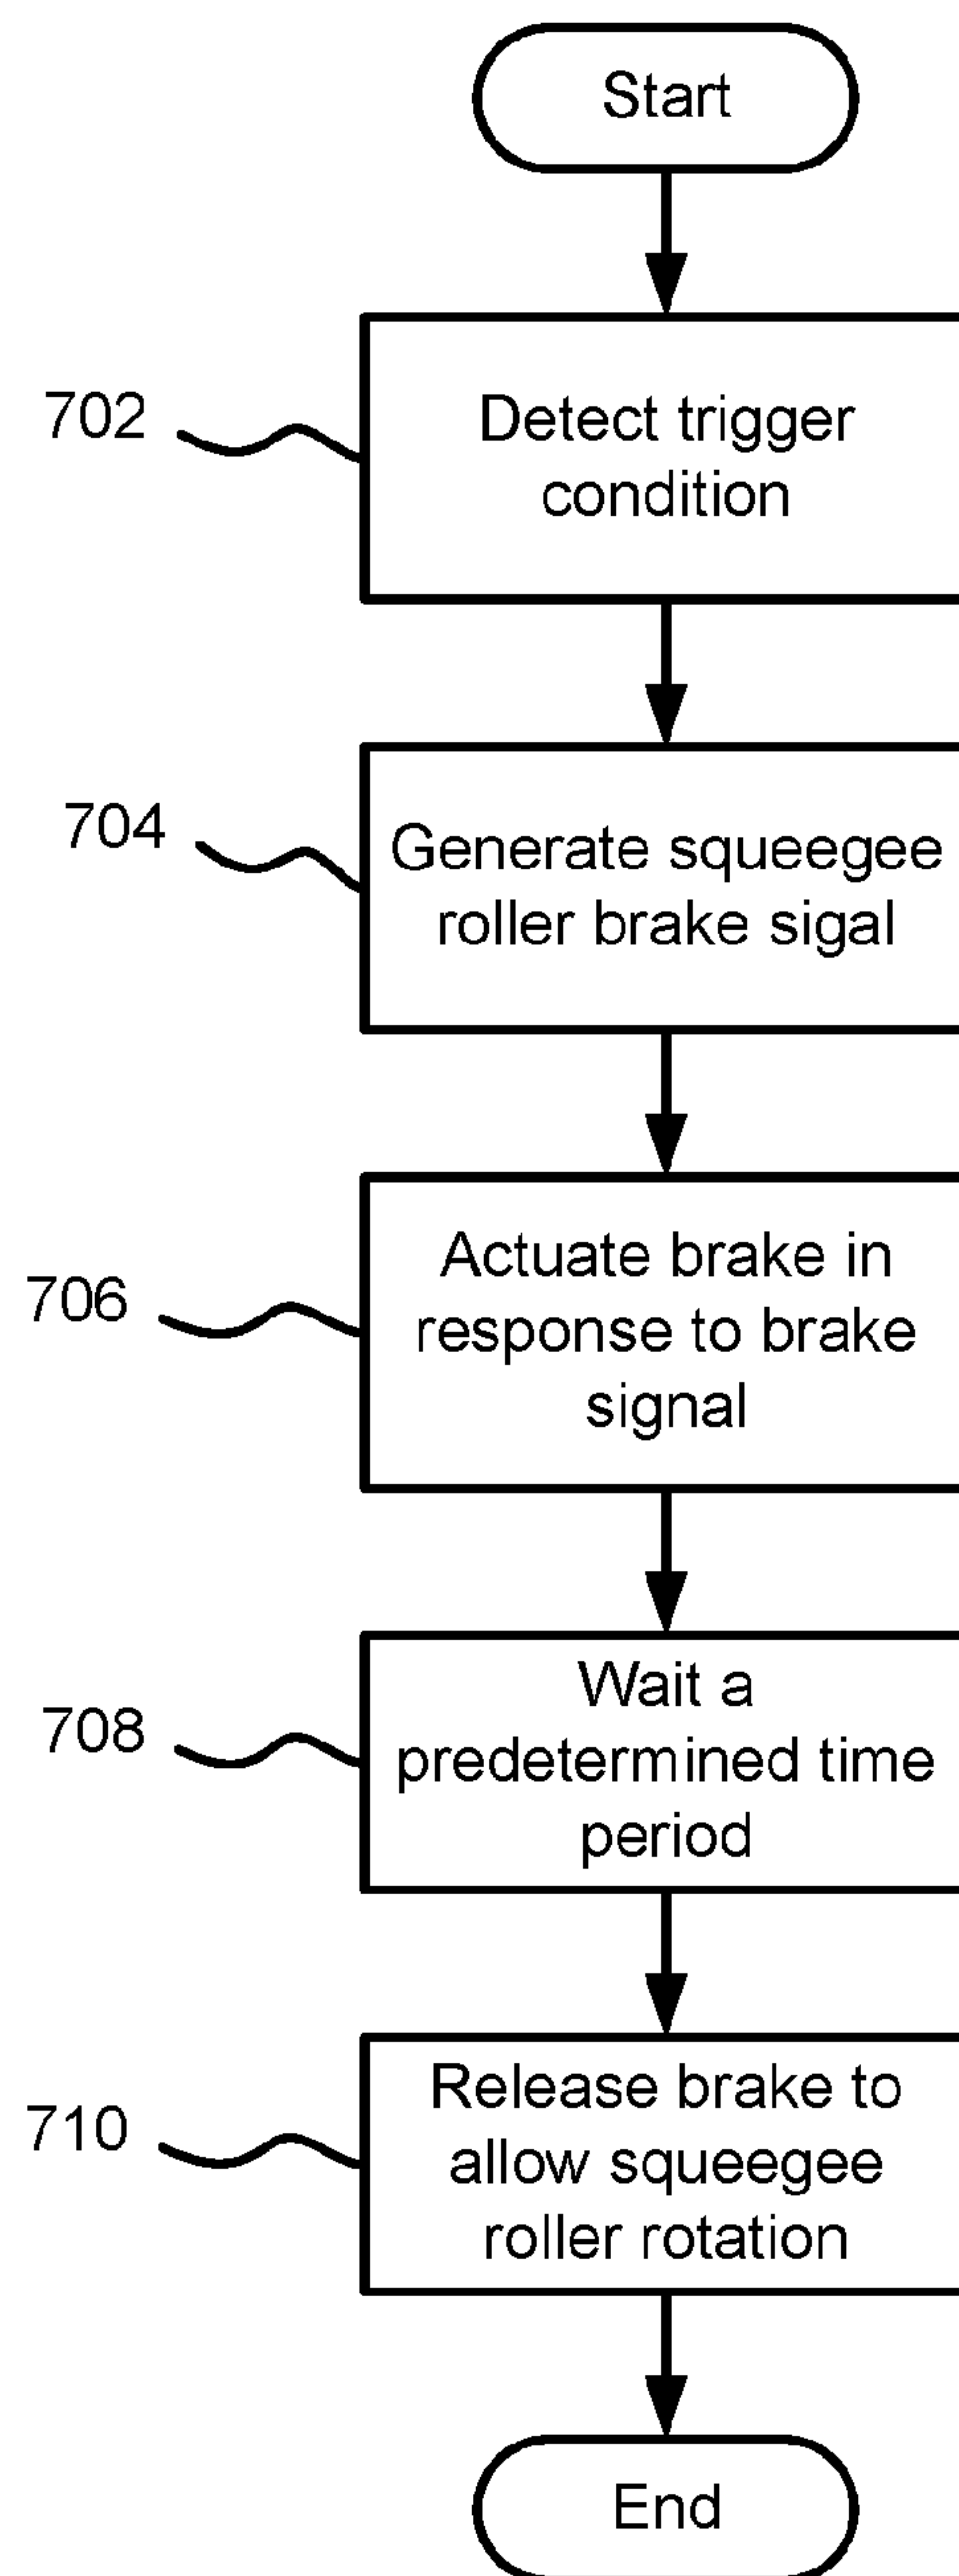 Start
702
Detect trigger
condition
704
Generate squeegee
roller brake sigal
706
Actuate brake in
response to brake
signal
708
Wait a
predetermined time
period
710
Release brake to
allow squeegee
roller rotation
End